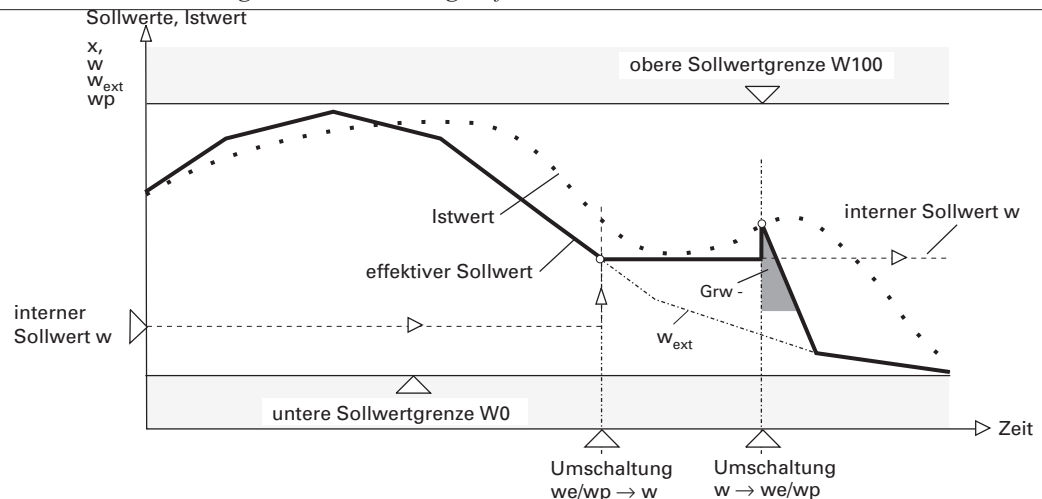 Sollwerte, Istwert
x,
w
wext
wp
obere Sollwertgrenze W100
Istwert
interner Sollwert w
effektiver Sollwert
Grw -
interner
Sollwert w
wext
untere Sollwertgrenze W0
Zeit
Umschaltung
we/wp → w
Umschaltung
w → we/wp